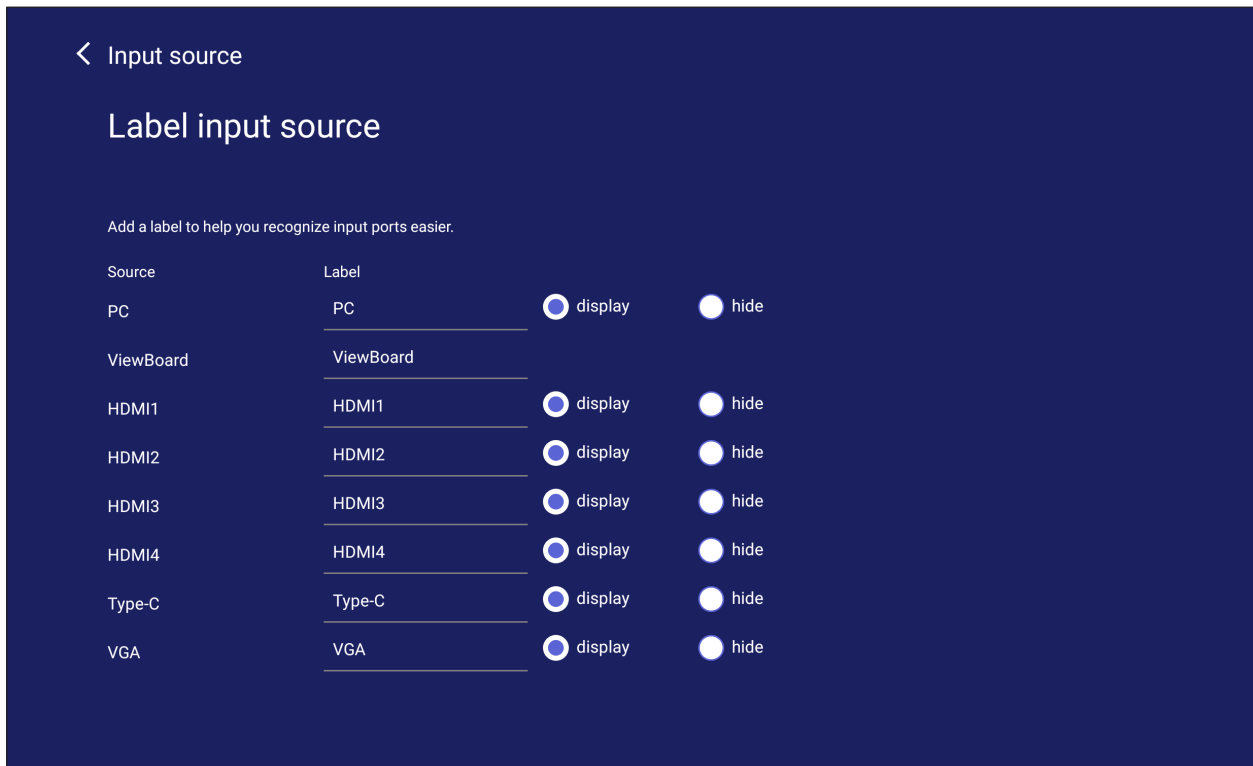 Input source
Label input source
Add a label to help you recognize input ports easier.
Source Label
PC PC display hide
ViewBoard ViewBoard
HDMI1 HDMI1 display hide
HDMI2 HDMI2 display hide
HDMI3 HDMI3 display hide
HDMI4 HDMI4 display hide
Type-C Type-C display hide
VGA VGA display hide